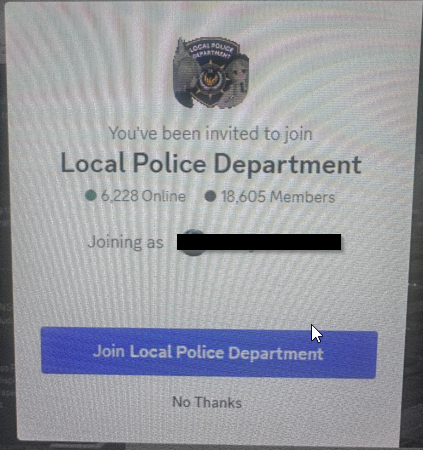 LOCAL POLICE
DEPARTMENT
You've been invited to join
Local Police Department
6,228 Online 18,605 Members
Joining as
Join Local Police Department
No Thanks